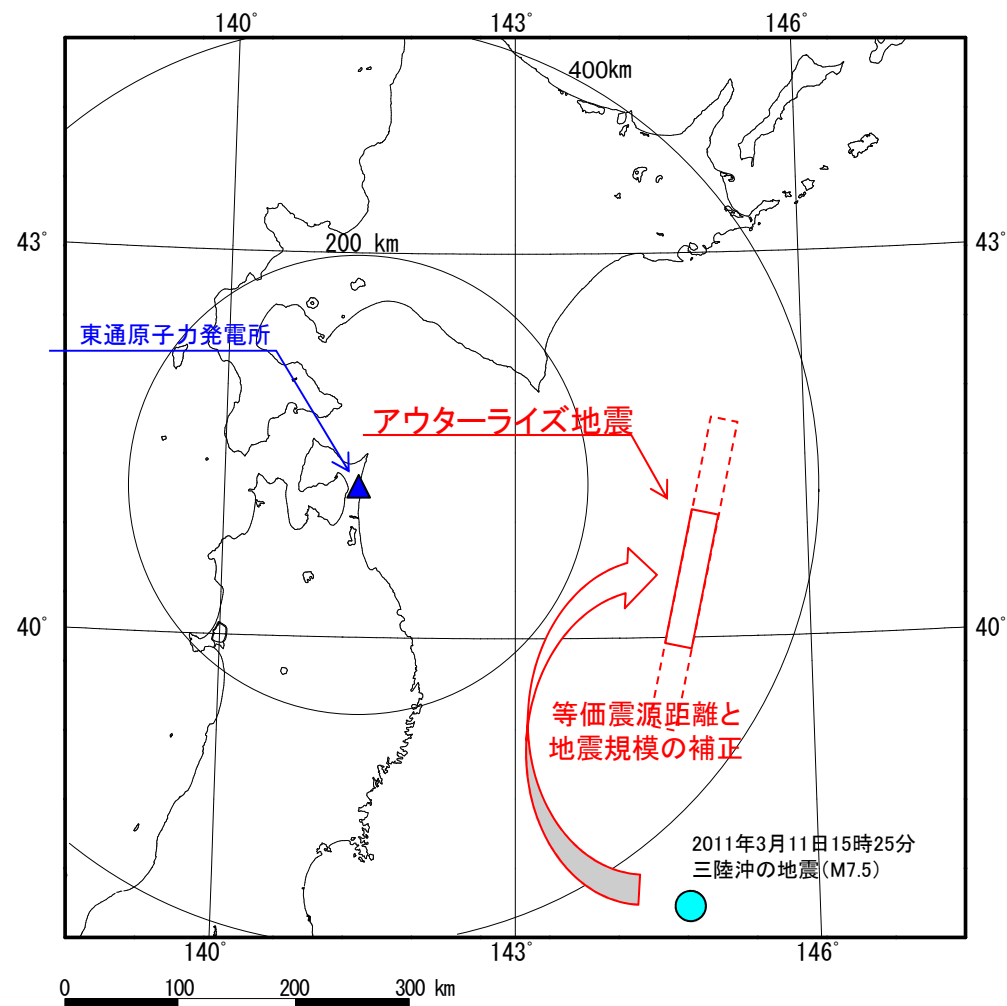 140°
143°
146°
400km
43°
200 km
43°
東通原子力発電所
アウターライズ地震
40°
40°
等価震源距離と
地震規模の補正
2011年3月11日15時25分
三陸沖の地震(M7.5)
140°
143°
146°
0 100 200 300 km